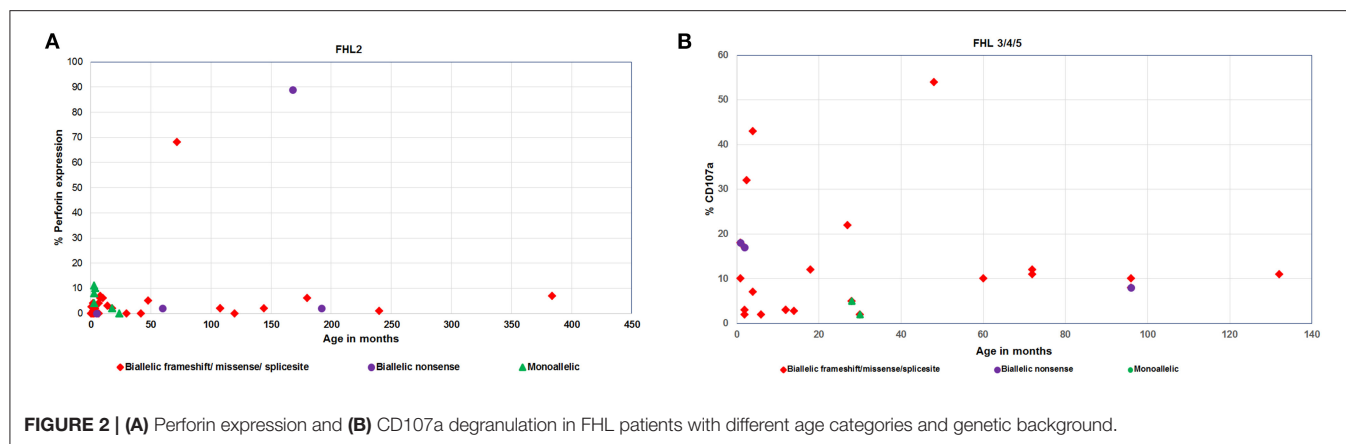 A
FHL2
% Perforin expression
100
90
80
70
60
50
40
30
20
10
0
0 50 100 150 200 250 300 350 400 450
Age in months
Biallelic frameshift/ missense/ splicesite Biallelic nonsense Monoallelic
B
FHL 3/4/5
% CD107a
60
50
40
30
20
10
0
0 20 40 60 80 100 120 140
Age in months
Biallelic frameshift/missense/splicesite Biallelic nonsense Monoallelic
FIGURE 2 | (A) Perforin expression and (B) CD107a degranulation in FHL patients with different age categories and genetic background.